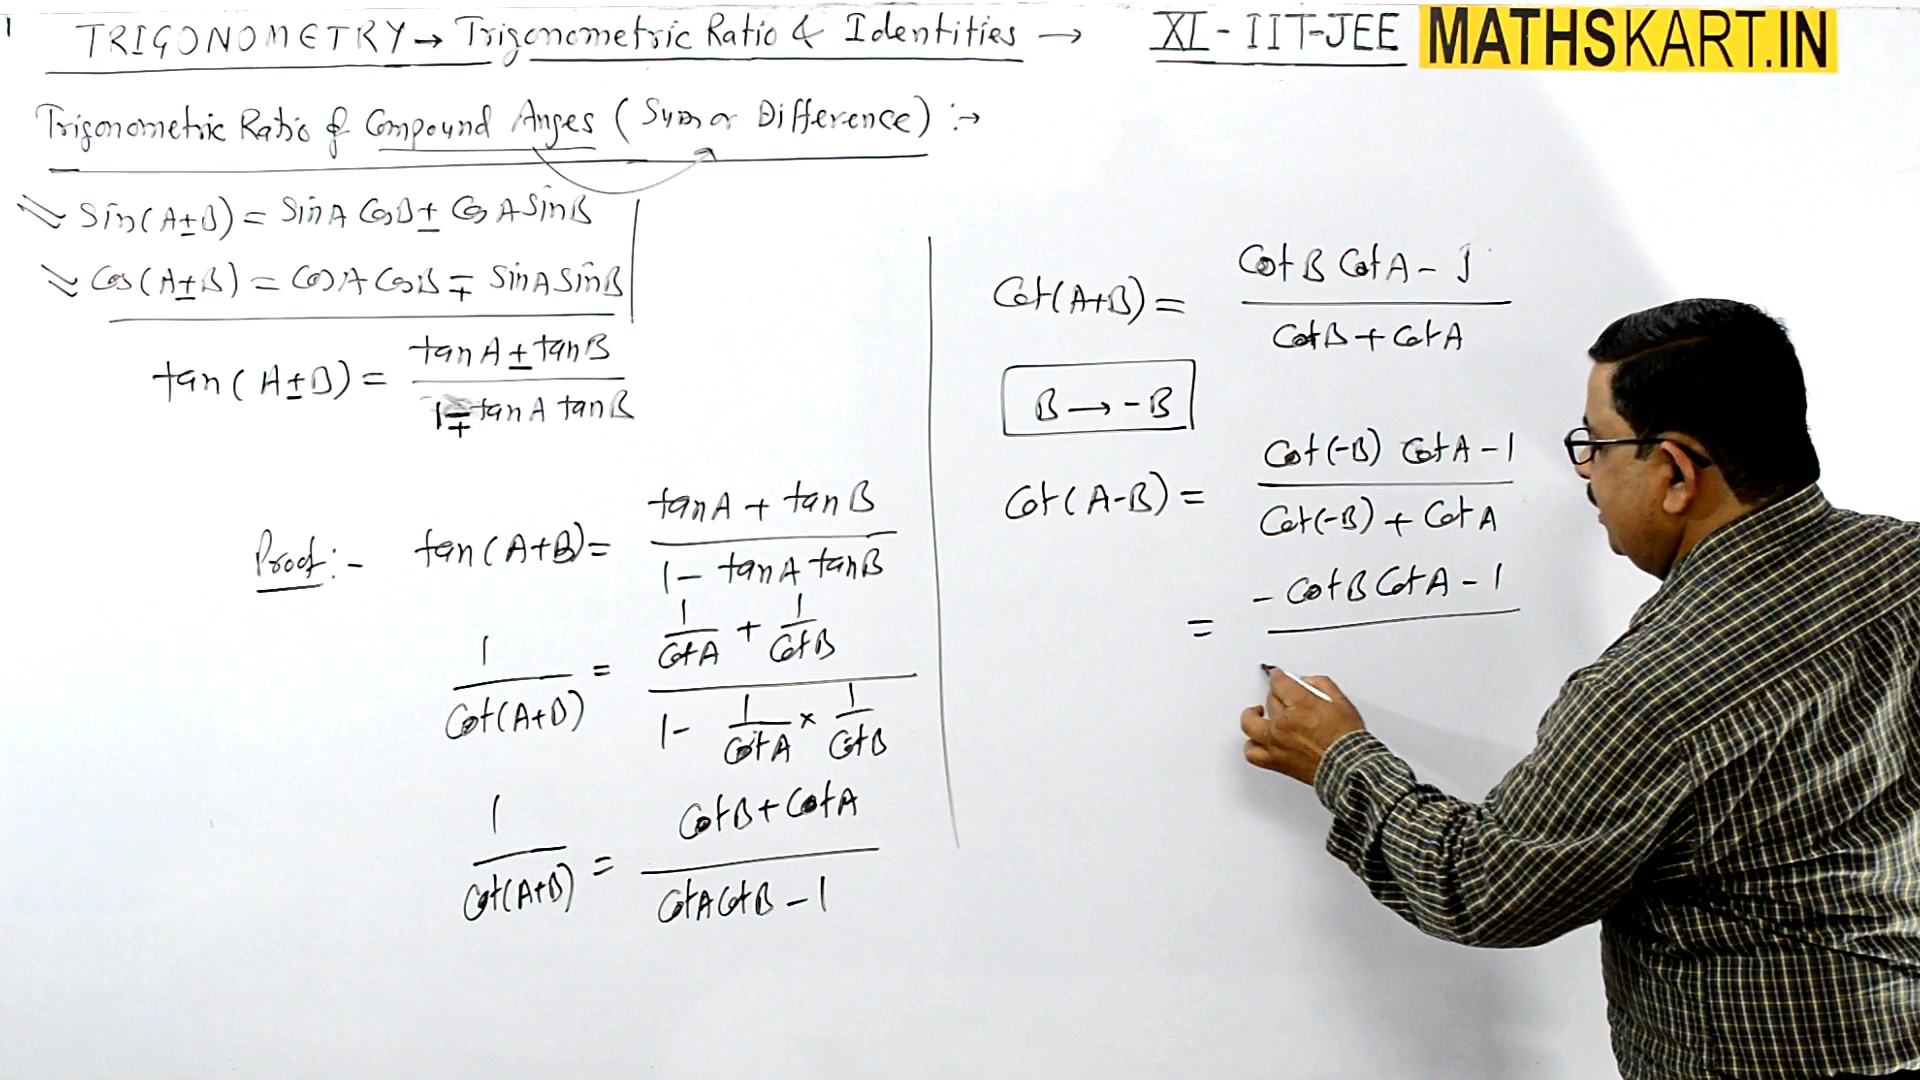 1
TRIGONOMETRY → Trigonometric Ratio & Identities → XI - IIT-JEE MATHSKART.IN
Trigonometric Ratio of Compound Anges (Sum or Difference) :→
Sin(A±B) = SinA CosB ± CosA SinB
Cos(A±B) = CosA CosB ∓ SinA SinB
tan(A±B) = (tanA ± tanB) / (1 ∓ tanA tanB)
Proof:- tan(A+B) = (tanA + tanB) / (1 - tanA tanB)
1/Cot(A+B) = (1/CotA + 1/CotB) / (1 - 1/CotA × 1/CotB)
1/Cot(A+B) = (CotB + CotA) / (CotA CotB - 1)
Cot(A+B) = (CotB CotA - 1) / (CotB + CotA)
B → -B
Cot(A-B) = (Cot(-B) CotA - 1) / (Cot(-B) + CotA)
= - CotB CotA - 1